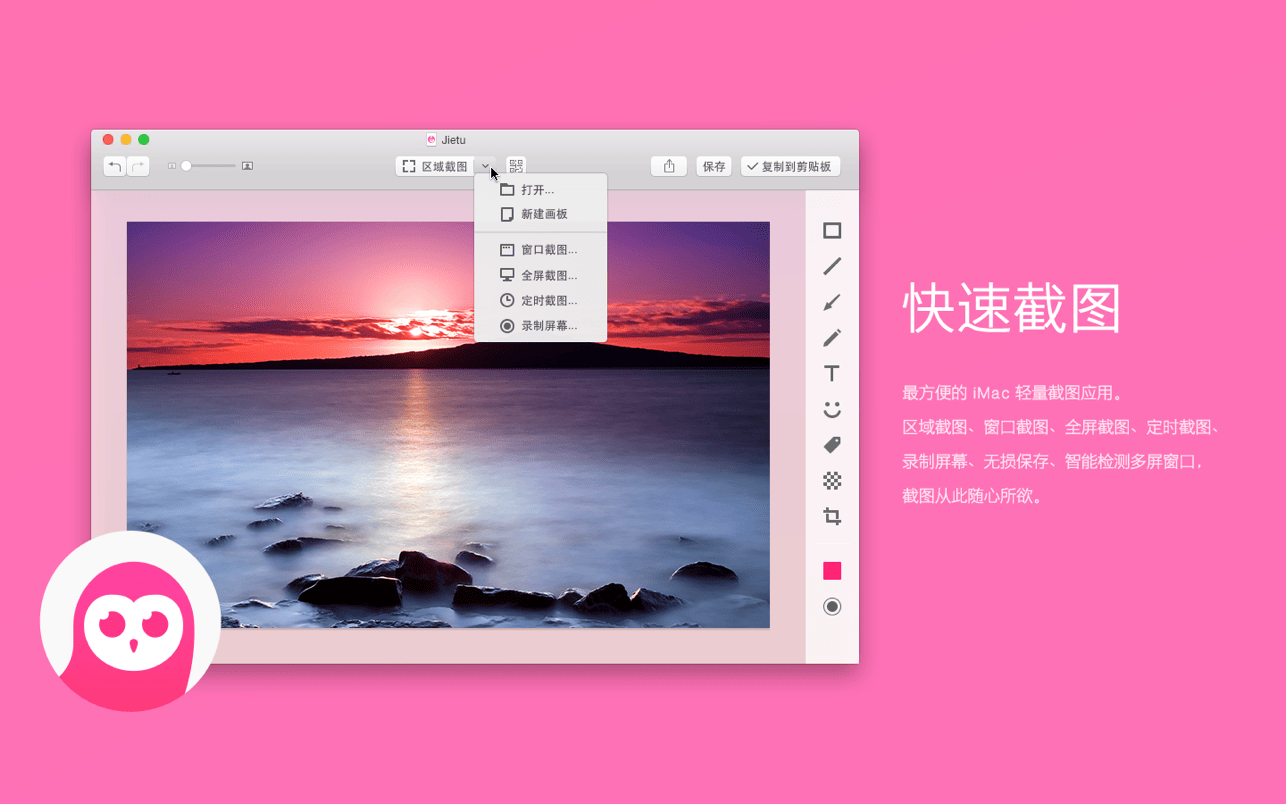 Jietu
区域截图
保存
复制到剪贴板
打开...
新建画板
窗口截图...
全屏截图...
定时截图...
录制屏幕...
T
快速截图
最方便的 iMac 轻量截图应用。
区域截图、窗口截图、全屏截图、定时截图、
录制屏幕、无损保存、智能检测多屏窗口,
截图从此随心所欲。